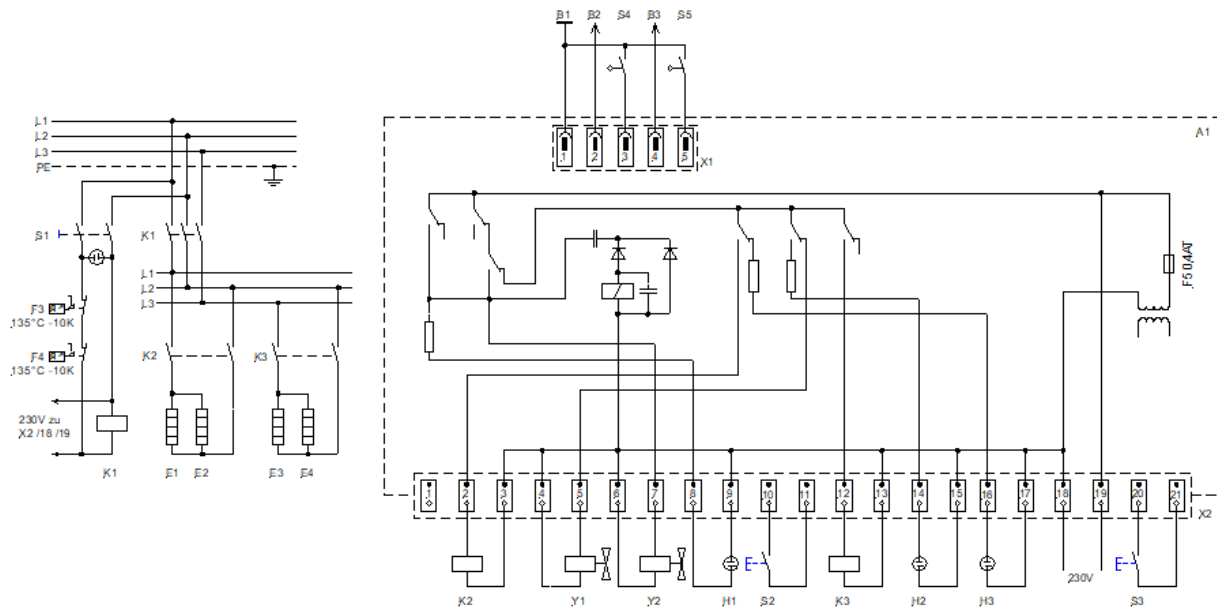 B1 B2 S4 B3 S5
L1
L2
L3
PE
A1
1 2 3 4 5
X1
S1
K1
L1
L2
L3
F5 0,4AT
F3
135°C -10K
F4
135°C -10K
K2
K3
230V zu
X2 /18 /19
K1 E1 E2 E3 E4
1 2 3 4 5 6 7 8 9 10 11 12 13 14 15 16 17 18 19 20 21
X2
230V
K2 Y1 Y2 H1 S2 K3 H2 H3 S3